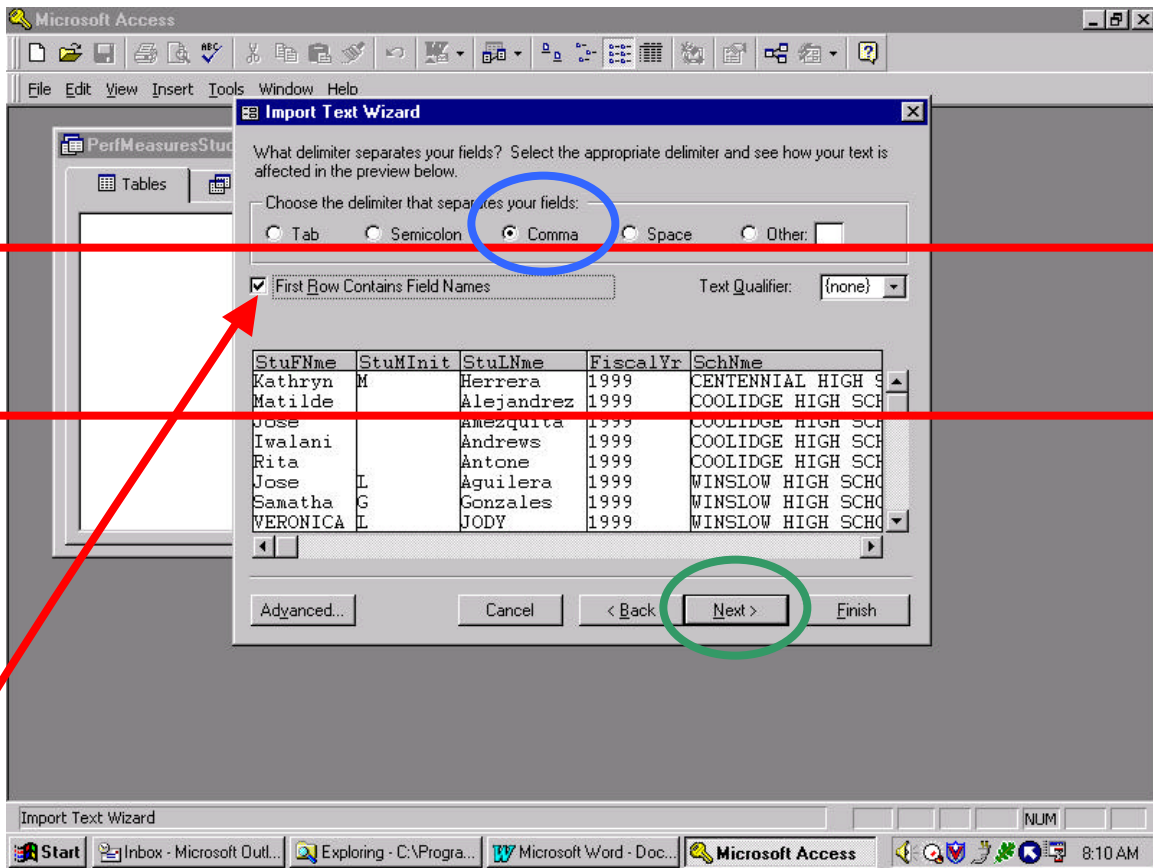 Microsoft Access
File Edit View Insert Tools Window Help
PerfMeasuresStud
Tables
Import Text Wizard
What delimiter separates your fields? Select the appropriate delimiter and see how your text is
affected in the preview below.
Choose the delimiter that separates your fields:
Tab Semicolon Comma Space Other:
First Row Contains Field Names Text Qualifier: {none}
StuFNme StuMInit StuLNme FiscalYr SchNme
Kathryn M Herrera 1999 CENTENNIAL HIGH S
Matilde Alejandrez 1999 COOLIDGE HIGH SCH
Jose Amezquita 1999 COOLIDGE HIGH SCH
Iwalani Andrews 1999 COOLIDGE HIGH SCH
Rita Antone 1999 COOLIDGE HIGH SCH
Jose L Aguilera 1999 WINSLOW HIGH SCHO
Samatha G Gonzales 1999 WINSLOW HIGH SCHO
VERONICA L JODY 1999 WINSLOW HIGH SCHO
Advanced... Cancel < Back Next > Finish
Import Text Wizard NUM
Start Inbox - Microsoft Outl... Exploring - C:\Progra... Microsoft Word - Doc... Microsoft Access 8:10 AM